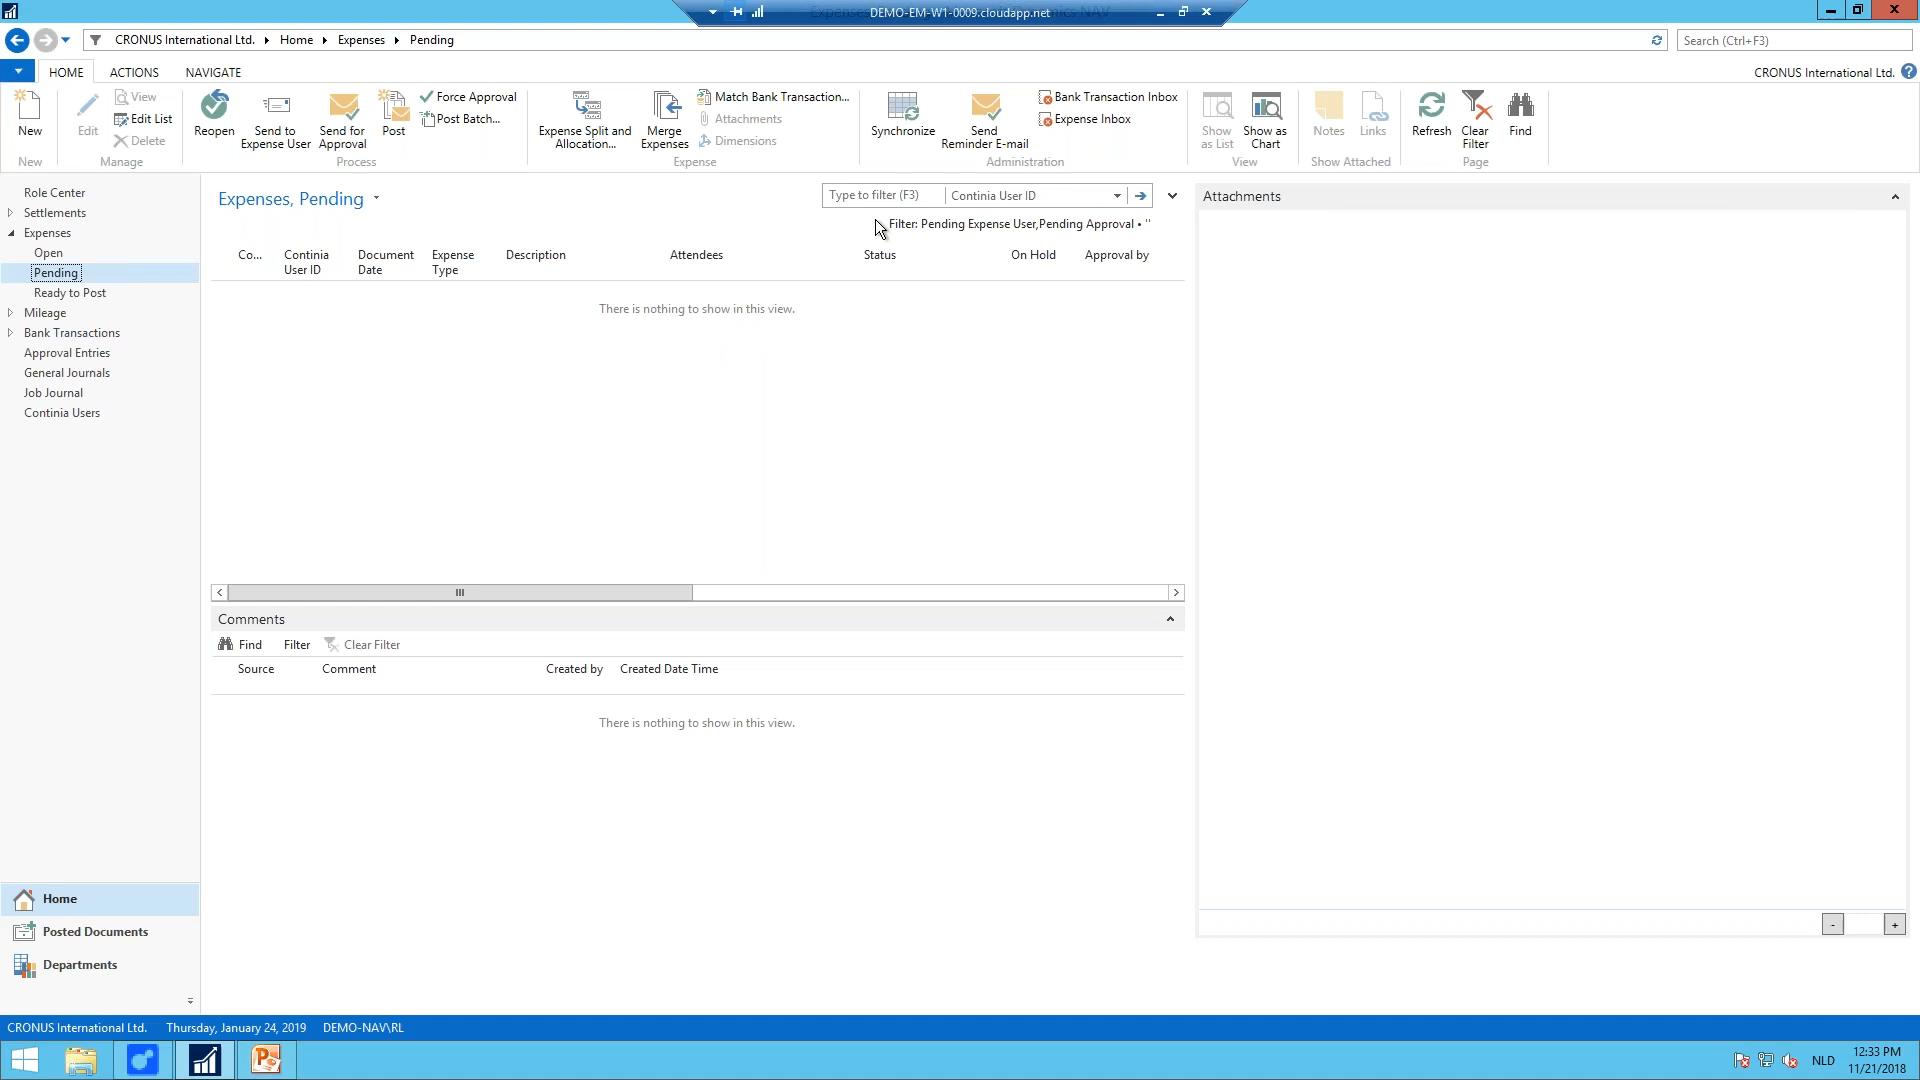 DEMO-EM-W1-0009.cloudapp.net
CRONUS International Ltd. Home Expenses Pending
Search (Ctrl+F3)
HOME ACTIONS NAVIGATE
CRONUS International Ltd.
New
Edit
View
Edit List
Delete
Reopen
Send to
Expense User
Send for
Approval
Post
Force Approval
Post Batch...
Expense Split and
Allocation...
Merge
Expenses
Match Bank Transaction...
Attachments
Dimensions
Synchronize
Send
Reminder E-mail
Bank Transaction Inbox
Expense Inbox
Show
as List
Show as
Chart
Notes
Links
Refresh
Clear
Filter
Find
New Manage Process Expense Administration View Show Attached Page
Role Center
Settlements
Expenses
Open
Pending
Ready to Post
Mileage
Bank Transactions
Approval Entries
General Journals
Job Journal
Continia Users
Home
Posted Documents
Departments
Expenses, Pending
Type to filter (F3) Continia User ID
Filter: Pending Expense User,Pending Approval • ''
Co...
Continia
User ID
Document
Date
Expense
Type
Description
Attendees
Status
On Hold
Approval by
There is nothing to show in this view.
Comments
Find Filter Clear Filter
Source Comment Created by Created Date Time
There is nothing to show in this view.
Attachments
- +
CRONUS International Ltd. Thursday, January 24, 2019 DEMO-NAV\RL
NLD
12:33 PM
11/21/2018